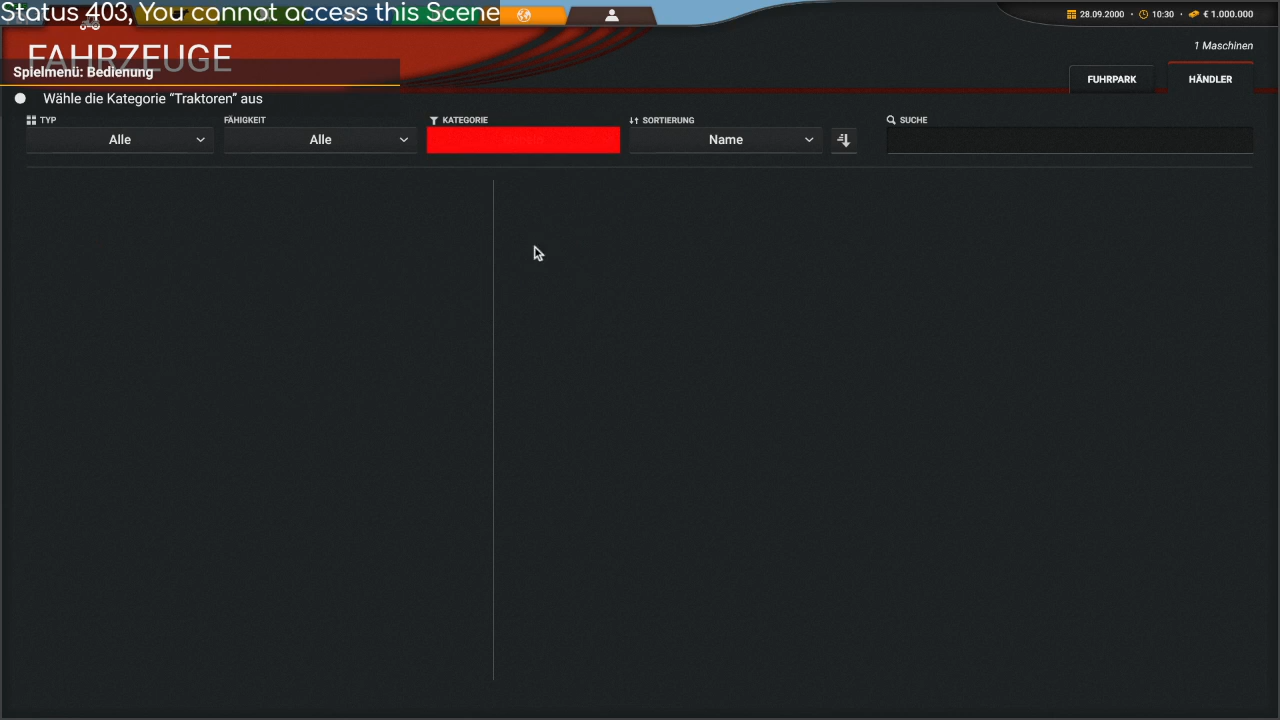 Status 403, You cannot access this Scene
28.09.2000 • 10:30 • € 1.000.000
FAHRZEUGE
1 Maschinen
Spielmenü: Bedienung
FUHRPARK
HÄNDLER
Wähle die Kategorie “Traktoren” aus
TYP
FÄHIGKEIT
KATEGORIE
SORTIERUNG
SUCHE
Alle
Alle
Name